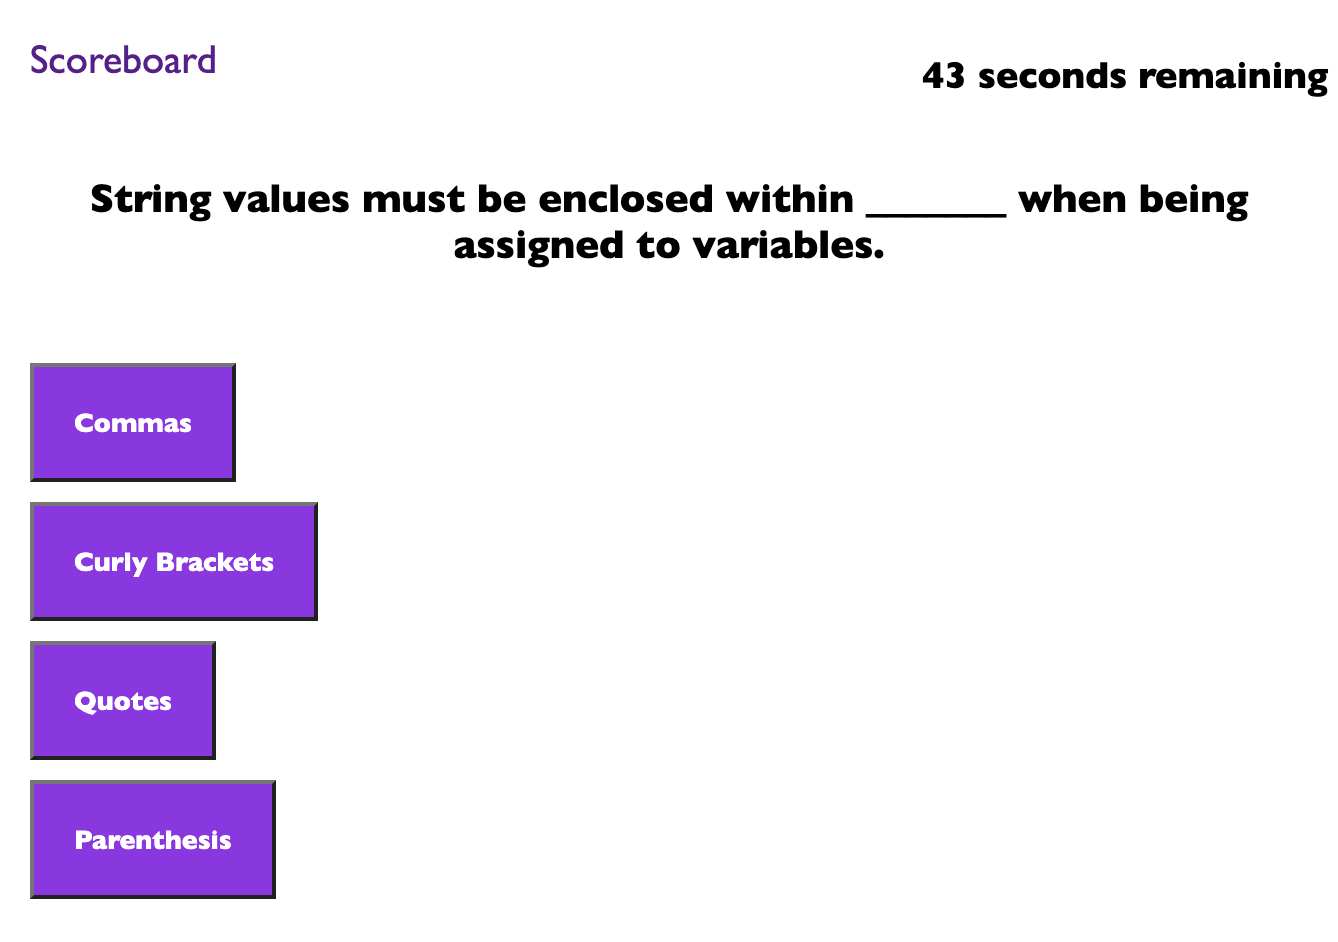 Scoreboard
43 seconds remaining
String values must be enclosed within _______ when being
assigned to variables.
Commas
Curly Brackets
Quotes
Parenthesis